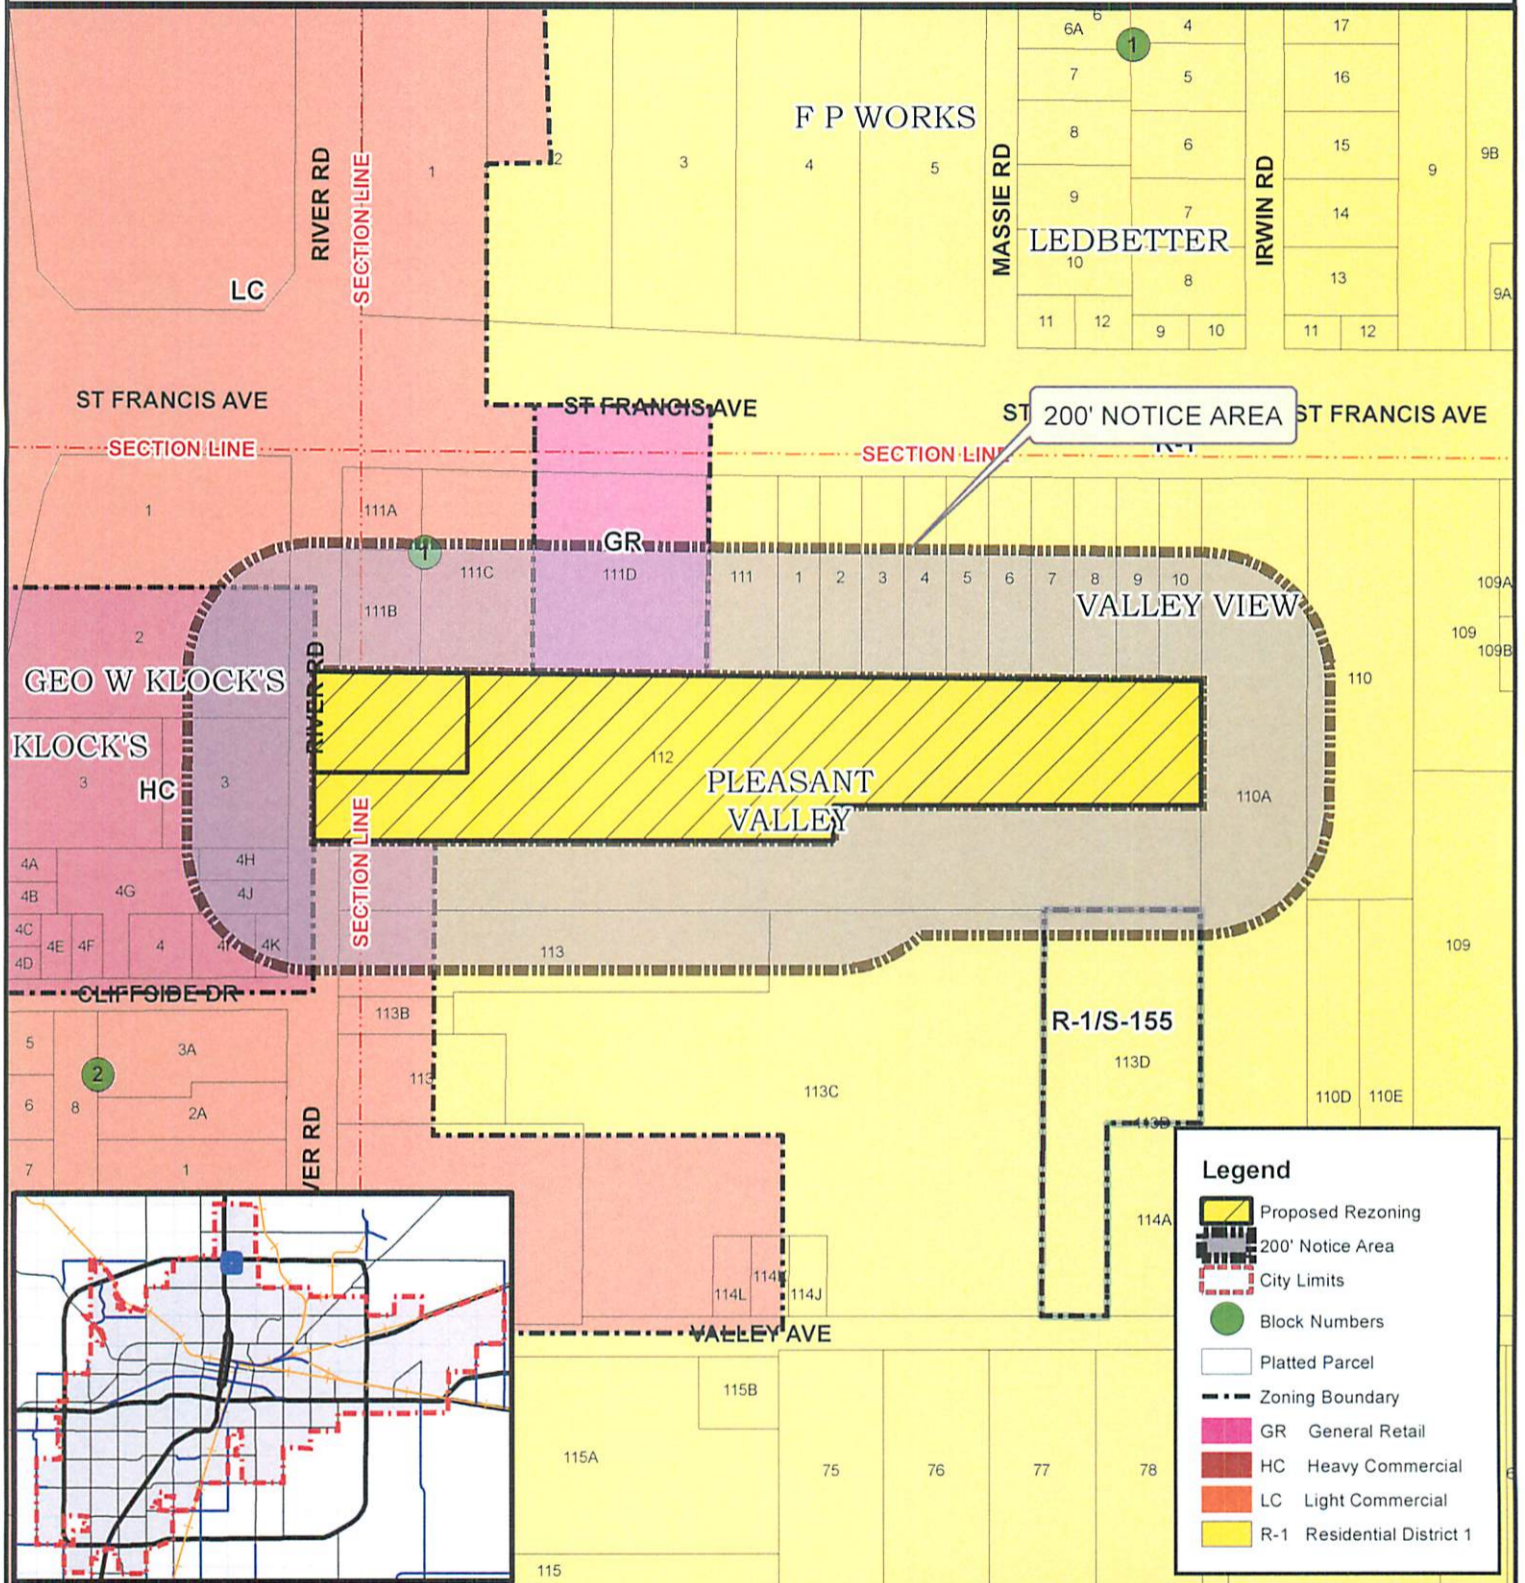 6
6A
4
17
1
7
5
16
F P WORKS
8
6
15
9B
2
3
4
5
1
9
RIVER RD
SECTION LINE
MASSIE RD
IRWIN RD
9
7
14
LEDBETTER
10
8
13
LC
9A
11
12
9
10
11
12
ST FRANCIS AVE
ST FRANCIS AVE
ST
200' NOTICE AREA
ST FRANCIS AVE
R-1
SECTION LINE
SECTION LINE
1
111A
GR
1
111C
111D
111
1
2
3
4
5
6
7
8
9
10
109A
111B
VALLEY VIEW
2
109
109B
GEO W KLOCK'S
RIVER RD
110
KLOCK'S
112
3
HC
3
PLEASANT
VALLEY
110A
SECTION LINE
4A
4H
4B
4G
4J
4C
4E
4F
4
4K
4D
113
109
CLIFFSIDE DR
113B
R-1/S-155
5
3A
113D
2
113
113C
6
8
2A
110D
110E
113D
7
1
VER RD
114A
114K
114L
114J
VALLEY AVE
115B
115A
75
76
77
78
115
Legend
Proposed Rezoning
200' Notice Area
City Limits
Block Numbers
Platted Parcel
Zoning Boundary
GR General Retail
HC Heavy Commercial
LC Light Commercial
R-1 Residential District 1